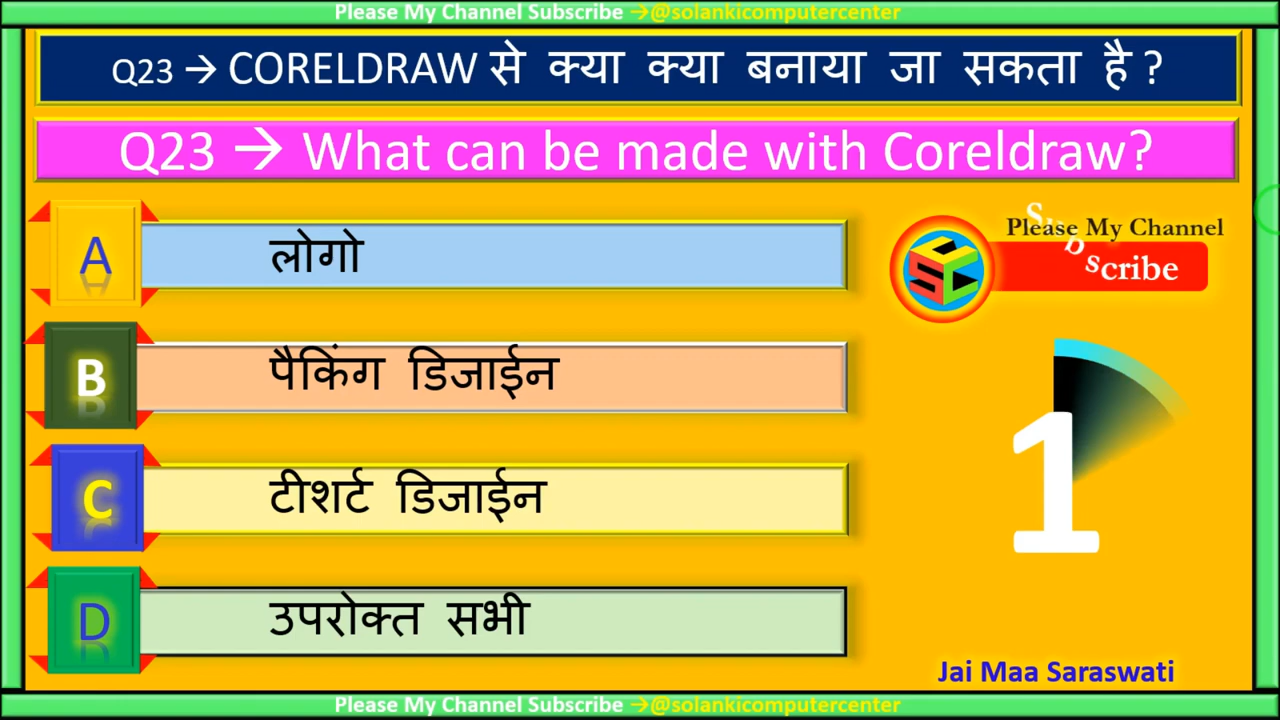 Please My Channel Subscribe →@solankicomputercenter
Q23 → CORELDRAW से क्या क्या बनाया जा सकता है ?
Q23 → What can be made with Coreldraw?
A लोगो
B पैकिंग डिजाईन
C टीशर्ट डिजाईन
D उपरोक्त सभी
Please My Channel
Subscribe
SCC
1
Jai Maa Saraswati
Please My Channel Subscribe →@solankicomputercenter